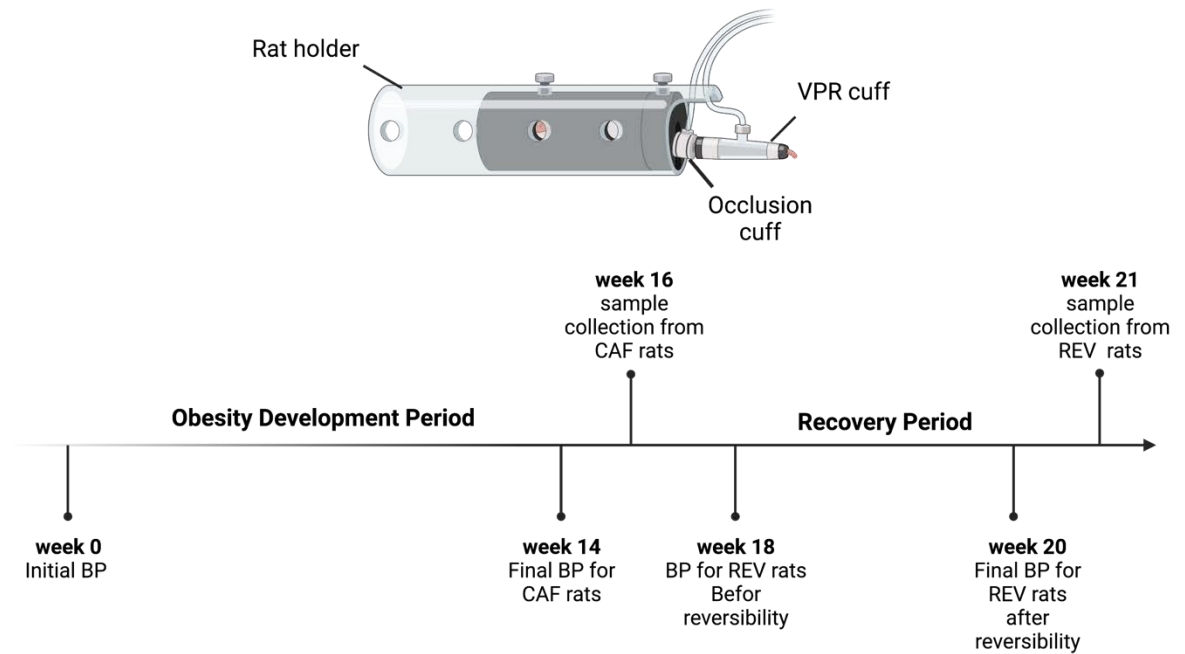 Rat holder
VPR cuff
Occlusion
cuff
week 16
sample
collection from
CAF rats
week 21
sample
collection from
REV rats
Obesity Development Period
Recovery Period
week 0
Initial BP
week 14
Final BP for
CAF rats
week 18
BP for REV rats
Befor
reversibility
week 20
Final BP for
REV rats
after
reversibility